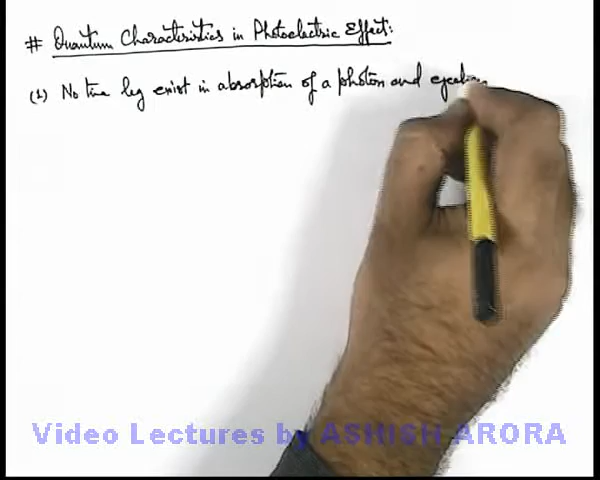 # Quantum Characteristics in Photoelectric Effect:
(1) No time lag exist in absorption of a photon and ejection
Video Lectures by ASHISH ARORA